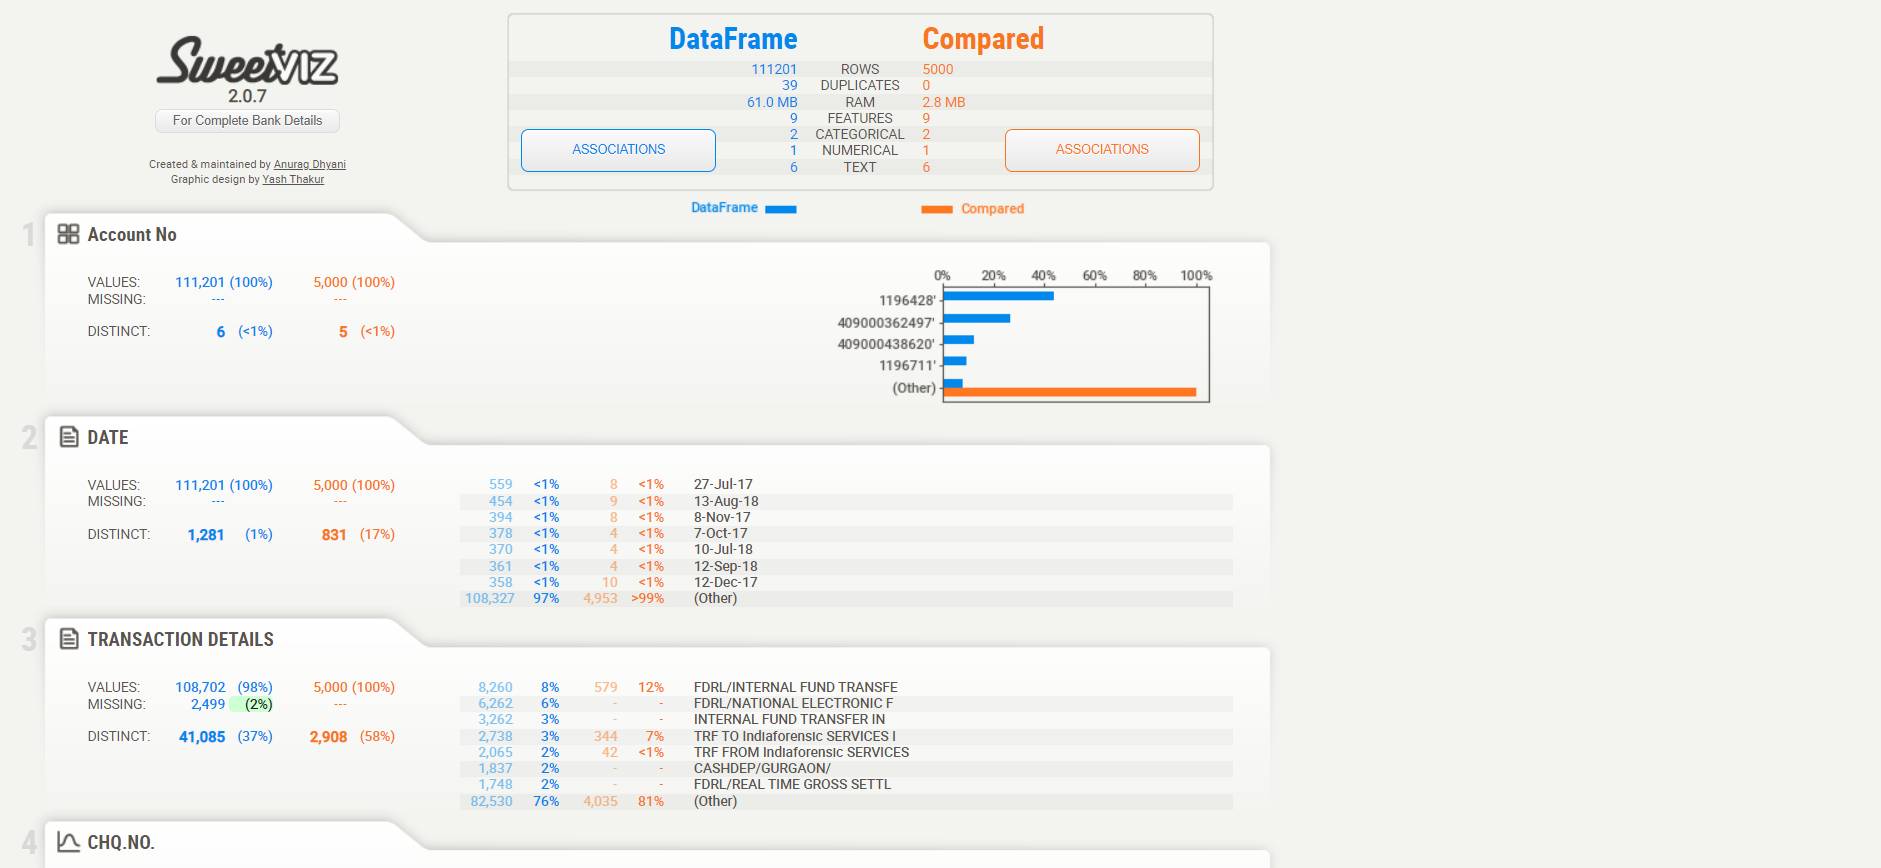 SweetVIZ
2.0.7
For Complete Bank Details
Created & maintained by Anurag Dhyani
Graphic design by Yash Thakur
DataFrame Compared
111201 ROWS 5000
39 DUPLICATES 0
61.0 MB RAM 2.8 MB
9 FEATURES 9
2 CATEGORICAL 2
1 NUMERICAL 1
6 TEXT 6
ASSOCIATIONS ASSOCIATIONS
DataFrame Compared
1 Account No
VALUES: 111,201 (100%) 5,000 (100%)
MISSING: --- ---
DISTINCT: 6 (<1%) 5 (<1%)
0% 20% 40% 60% 80% 100%
1196428'
409000362497'
409000438620'
1196711'
(Other)
2 DATE
VALUES: 111,201 (100%) 5,000 (100%)
MISSING: --- ---
DISTINCT: 1,281 (1%) 831 (17%)
559 <1% 8 <1% 27-Jul-17
454 <1% 9 <1% 13-Aug-18
394 <1% 8 <1% 8-Nov-17
378 <1% 4 <1% 7-Oct-17
370 <1% 4 <1% 10-Jul-18
361 <1% 4 <1% 12-Sep-18
358 <1% 10 <1% 12-Dec-17
108,327 97% 4,953 >99% (Other)
3 TRANSACTION DETAILS
VALUES: 108,702 (98%) 5,000 (100%)
MISSING: 2,499 (2%) ---
DISTINCT: 41,085 (37%) 2,908 (58%)
8,260 8% 579 12% FDRL/INTERNAL FUND TRANSFE
6,262 6% - - FDRL/NATIONAL ELECTRONIC F
3,262 3% - - INTERNAL FUND TRANSFER IN
2,738 3% 344 7% TRF TO Indiaforensic SERVICES I
2,065 2% 42 <1% TRF FROM Indiaforensic SERVICES
1,837 2% - - CASHDEP/GURGAON/
1,748 2% - - FDRL/REAL TIME GROSS SETTL
82,530 76% 4,035 81% (Other)
4 CHQ.NO.